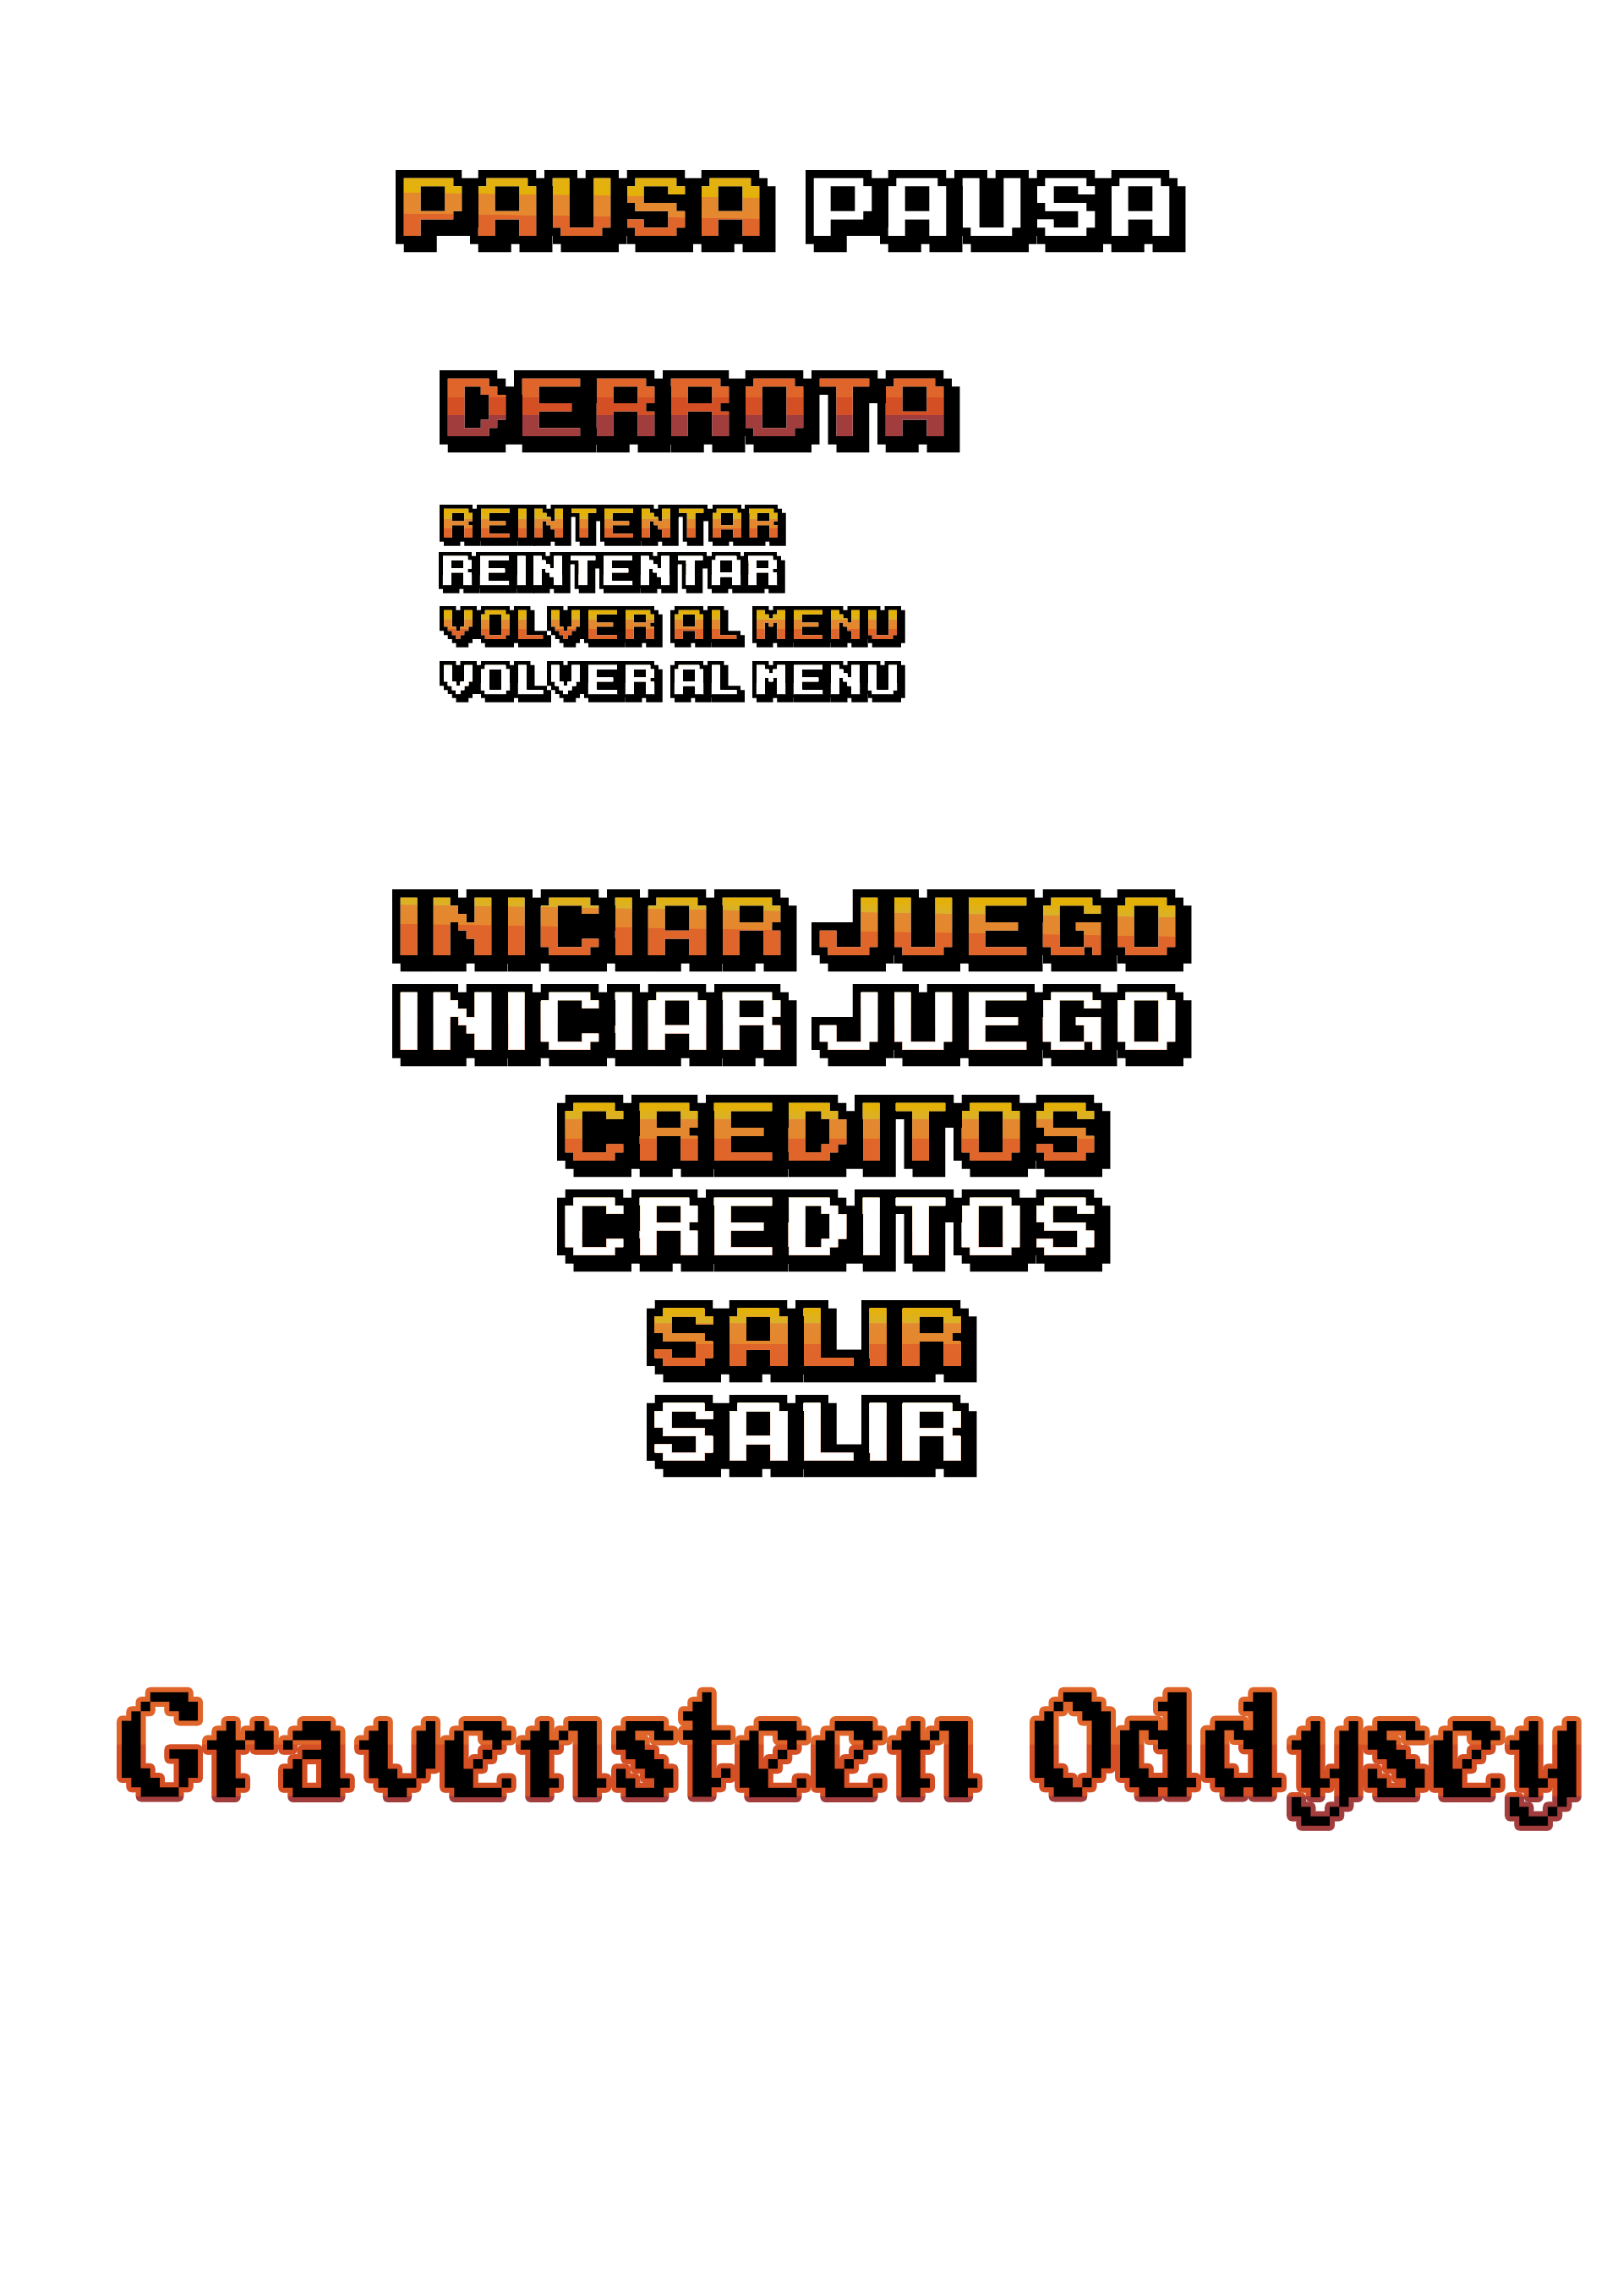 PAUSA PAUSA
DERROTA
REINTENTAR
REINTENTAR
VOLVER AL MENU
VOLVER AL MENU
INICIAR JUEGO
INICIAR JUEGO
CREDITOS
CREDITOS
SALIR
SALIR
Gravensteen Oddysey